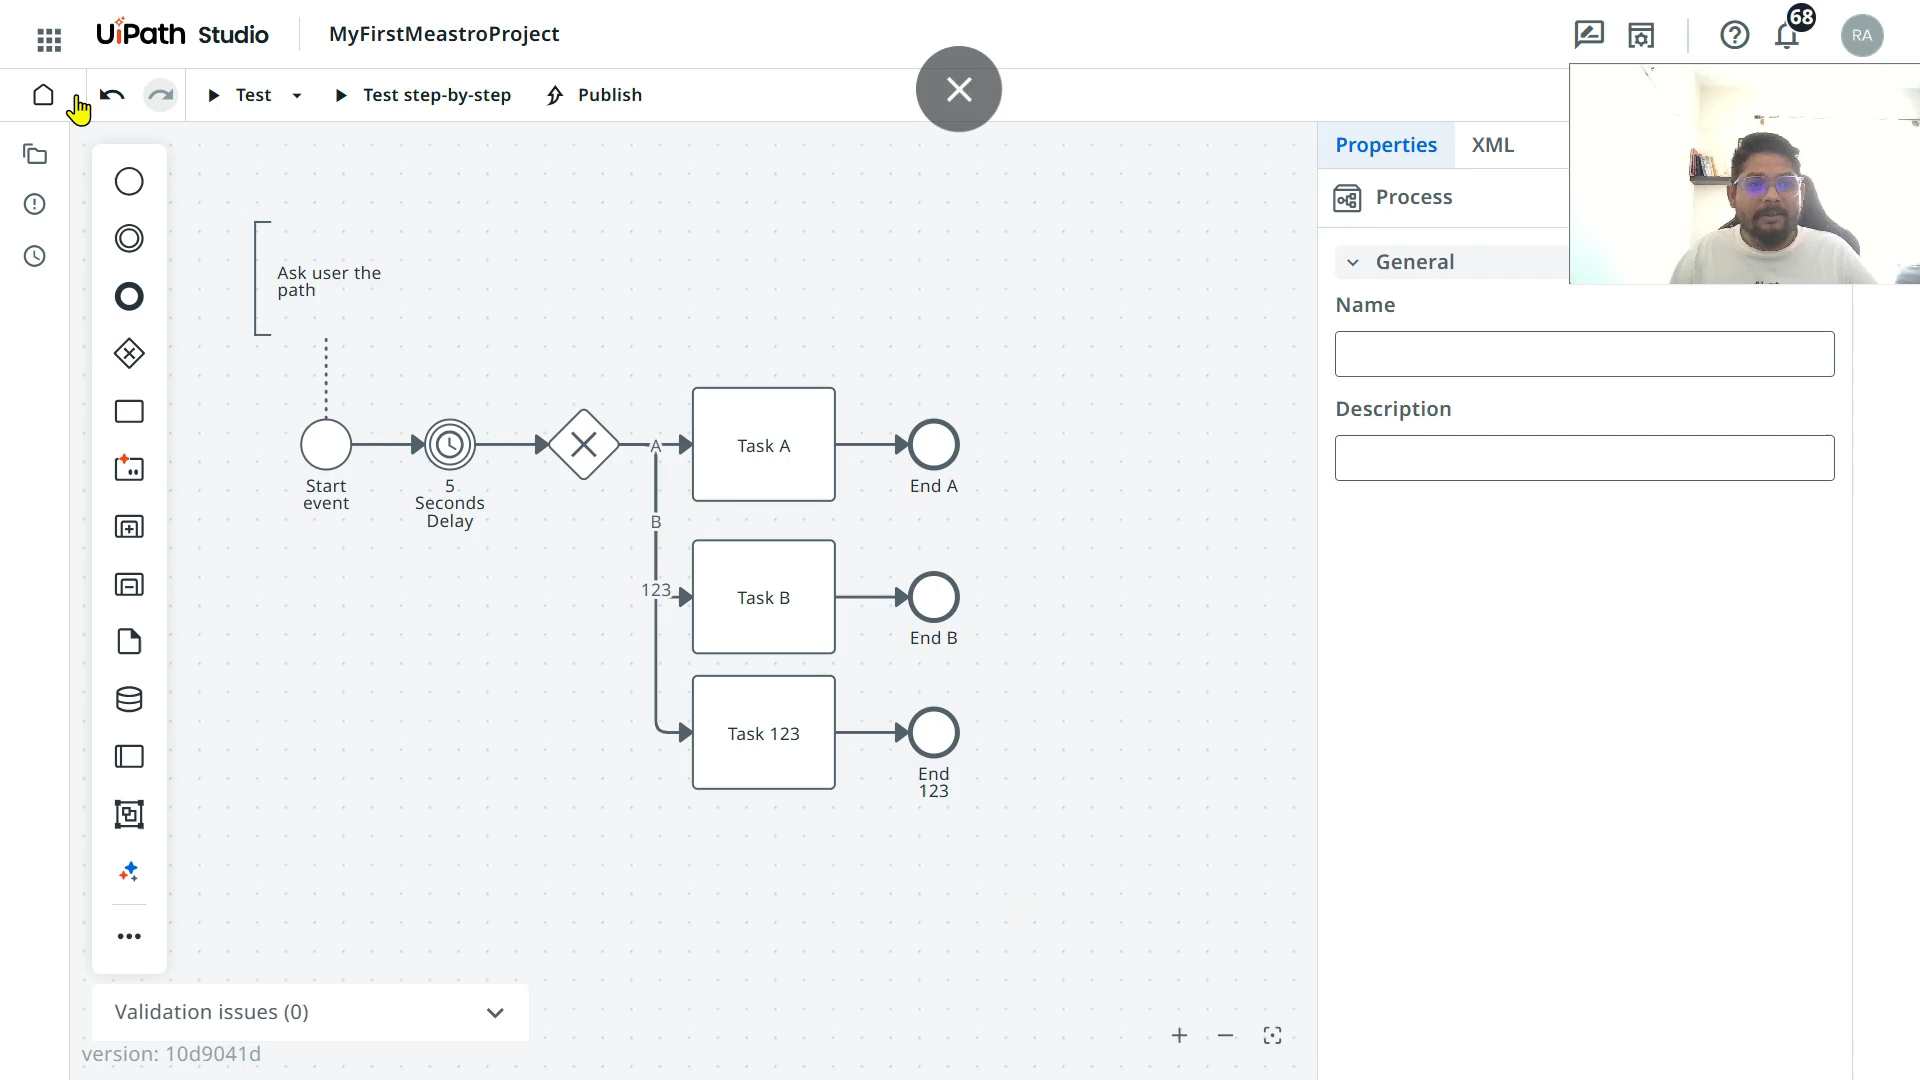 UiPath Studio
MyFirstMeastroProject
68
RA
Test
Test step-by-step
Publish
Properties
XML
Process
General
Name
Description
Ask user the
path
Start
event
5
Seconds
Delay
A
B
123
Task A
End A
Task B
End B
Task 123
End
123
Validation issues (0)
version: 10d9041d